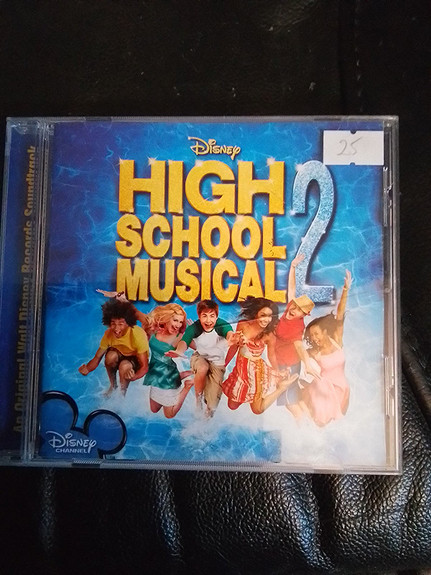 An Original Walt Disney Records Soundtrack
Disney
25
HIGH
SCHOOL
MUSICAL 2
Disney
CHANNEL